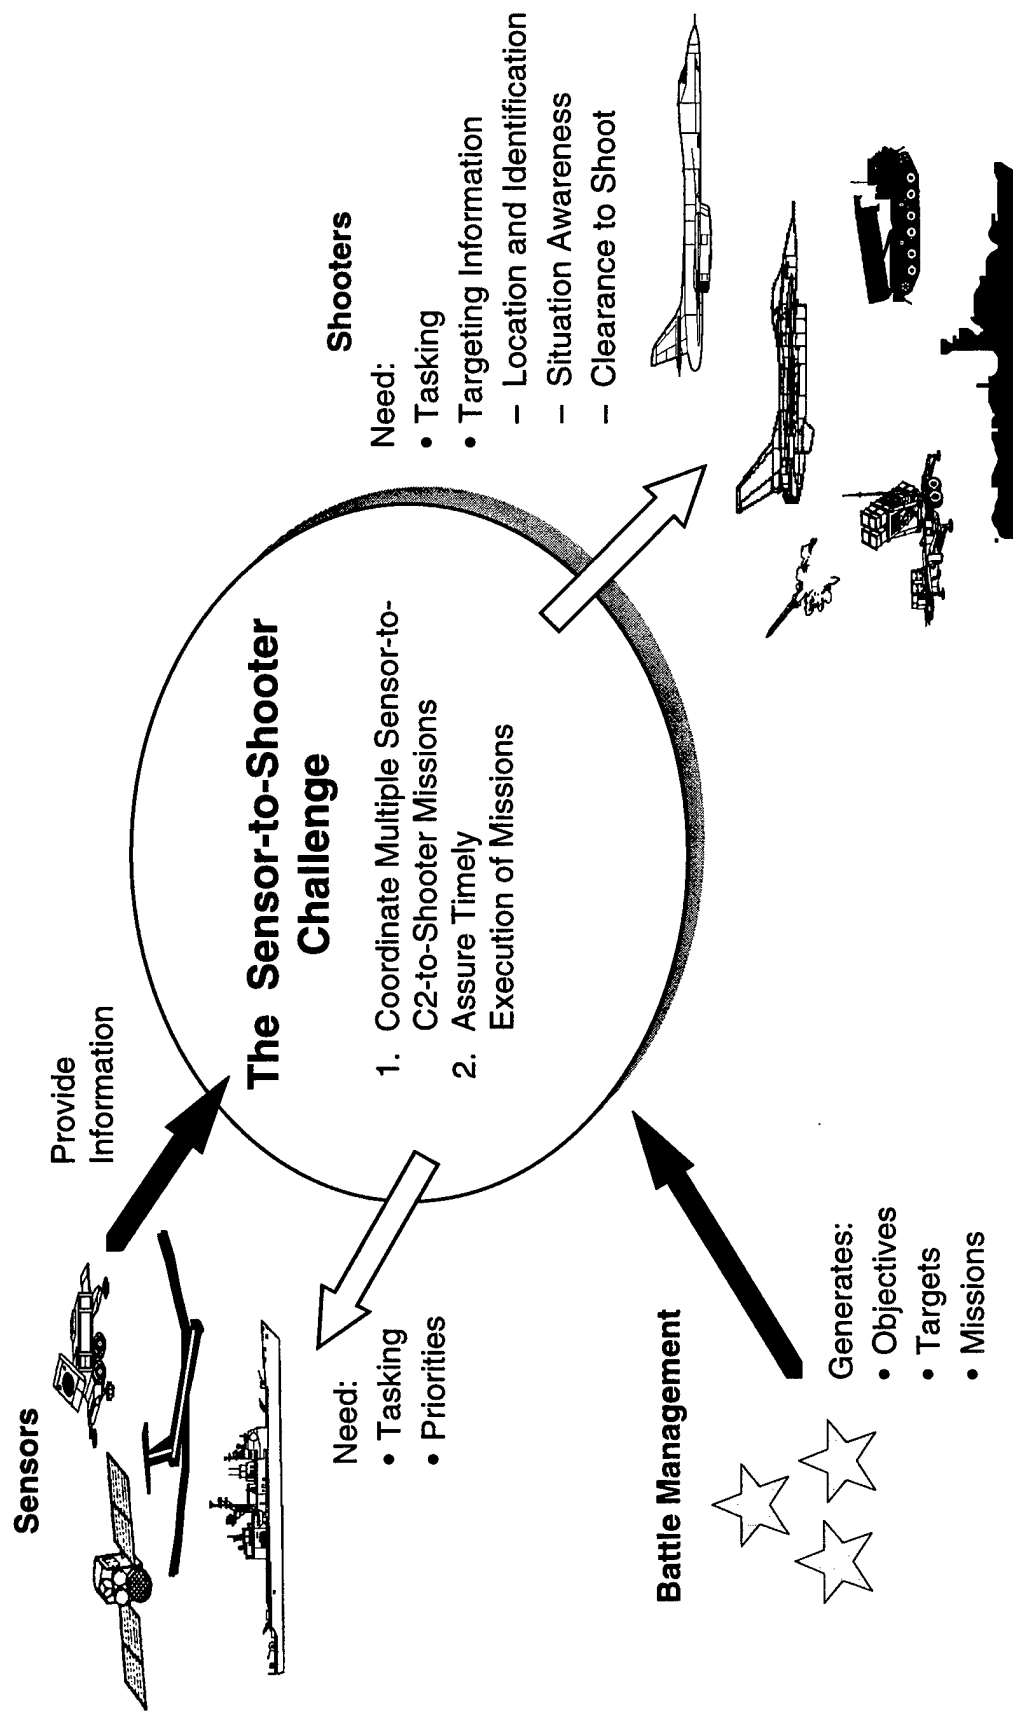 Sensors
Provide
Information
The Sensor-to-Shooter
Challenge
1. Coordinate Multiple Sensor-to-
C2-to-Shooter Missions
2. Assure Timely
Execution of Missions
Need:
• Tasking
• Priorities
Shooters
Need:
• Tasking
• Targeting Information
– Location and Identification
– Situation Awareness
– Clearance to Shoot
Battle Management
Generates:
• Objectives
• Targets
• Missions